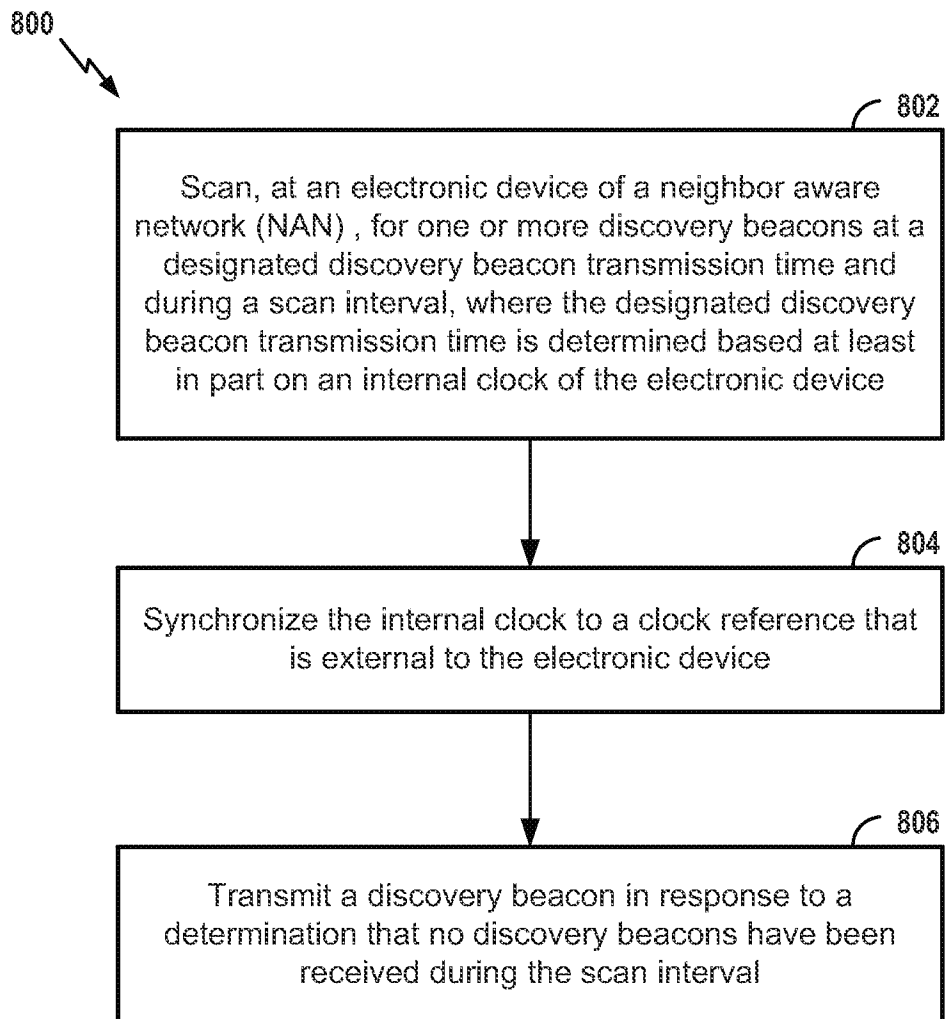 800
802
Scan, at an electronic device of a neighbor aware
network (NAN) , for one or more discovery beacons at a
designated discovery beacon transmission time and
during a scan interval, where the designated discovery
beacon transmission time is determined based at least
in part on an internal clock of the electronic device
804
Synchronize the internal clock to a clock reference that
is external to the electronic device
806
Transmit a discovery beacon in response to a
determination that no discovery beacons have been
received during the scan interval